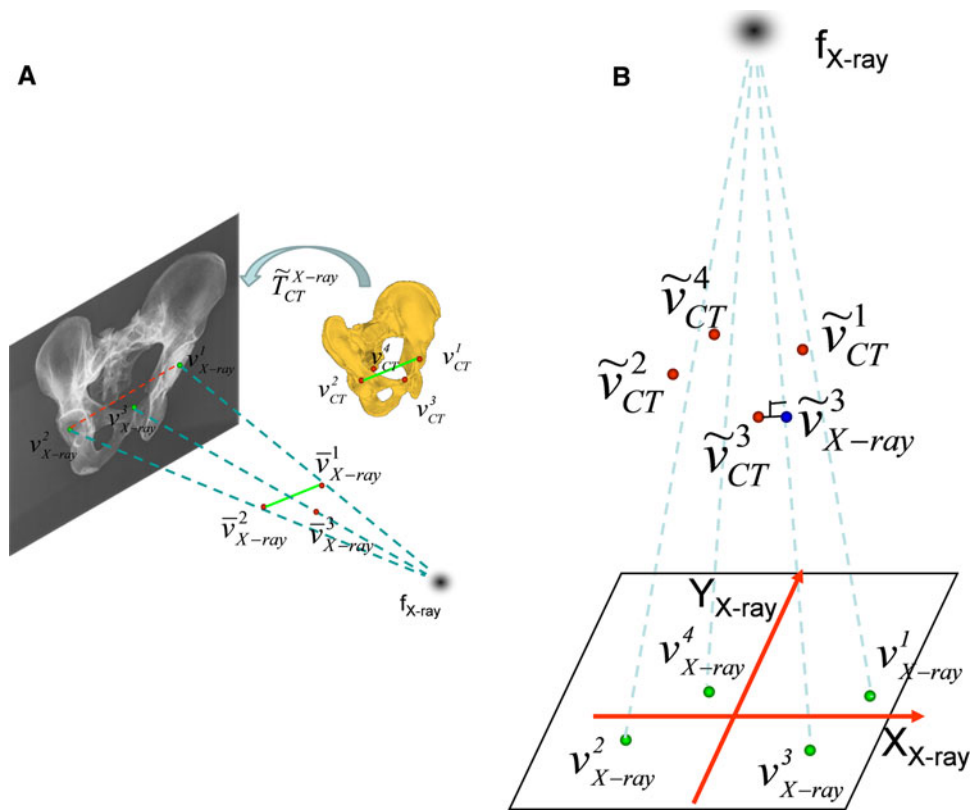 A
T̃_CT^X-ray
v_X-ray^1
v_CT^4
v_CT^1
v_CT^2
v_CT^3
v_X-ray^3
v_X-ray^2
v̅_X-ray^1
v̅_X-ray^2
v̅_X-ray^3
f_X-ray
B
f_X-ray
ṽ_CT^4
ṽ_CT^1
ṽ_CT^2
ṽ_CT^3
ṽ_X-ray^3
Y_X-ray
v_X-ray^4
v_X-ray^1
X_X-ray
v_X-ray^2
v_X-ray^3